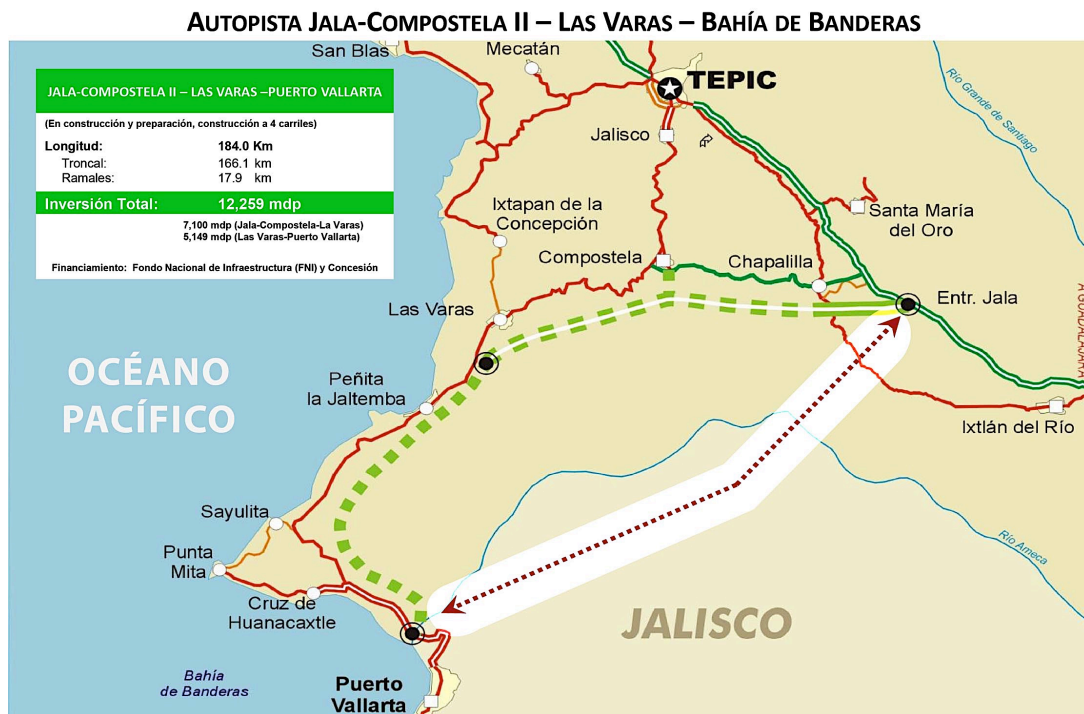 AUTOPISTA JALA-COMPOSTELA II – LAS VARAS – BAHÍA DE BANDERAS
San Blas
Mecatán
TEPIC
Río Grande de Santiago
JALA-COMPOSTELA II – LAS VARAS –PUERTO VALLARTA
(En construcción y preparación, construcción a 4 carriles)
Longitud: 184.0 Km
Troncal: 166.1 km
Ramales: 17.9 km
Inversión Total: 12,259 mdp
7,100 mdp (Jala-Compostela-La Varas)
5,149 mdp (Las Varas-Puerto Vallarta)
Financiamiento: Fondo Nacional de Infraestructura (FNI) y Concesión
Jalisco
Ixtapan de la
Concepción
Santa María
del Oro
Compostela
Chapalilla
Las Varas
Entr. Jala
A GUADALAJARA
OCÉANO
PACÍFICO
Peñita
la Jaltemba
Ixtlán del Río
Sayulita
Punta
Mita
Río Ameca
Cruz de
Huanacaxtle
JALISCO
Bahía
de Banderas
Puerto
Vallarta